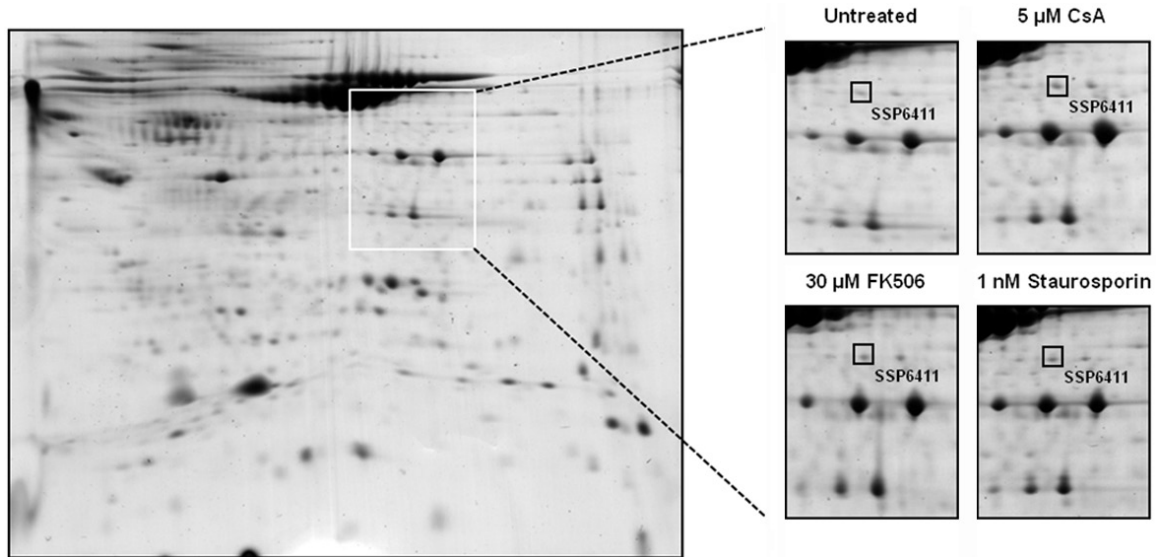 Untreated
5 µM CsA
SSP6411
SSP6411
30 µM FK506
1 nM Staurosporin
SSP6411
SSP6411